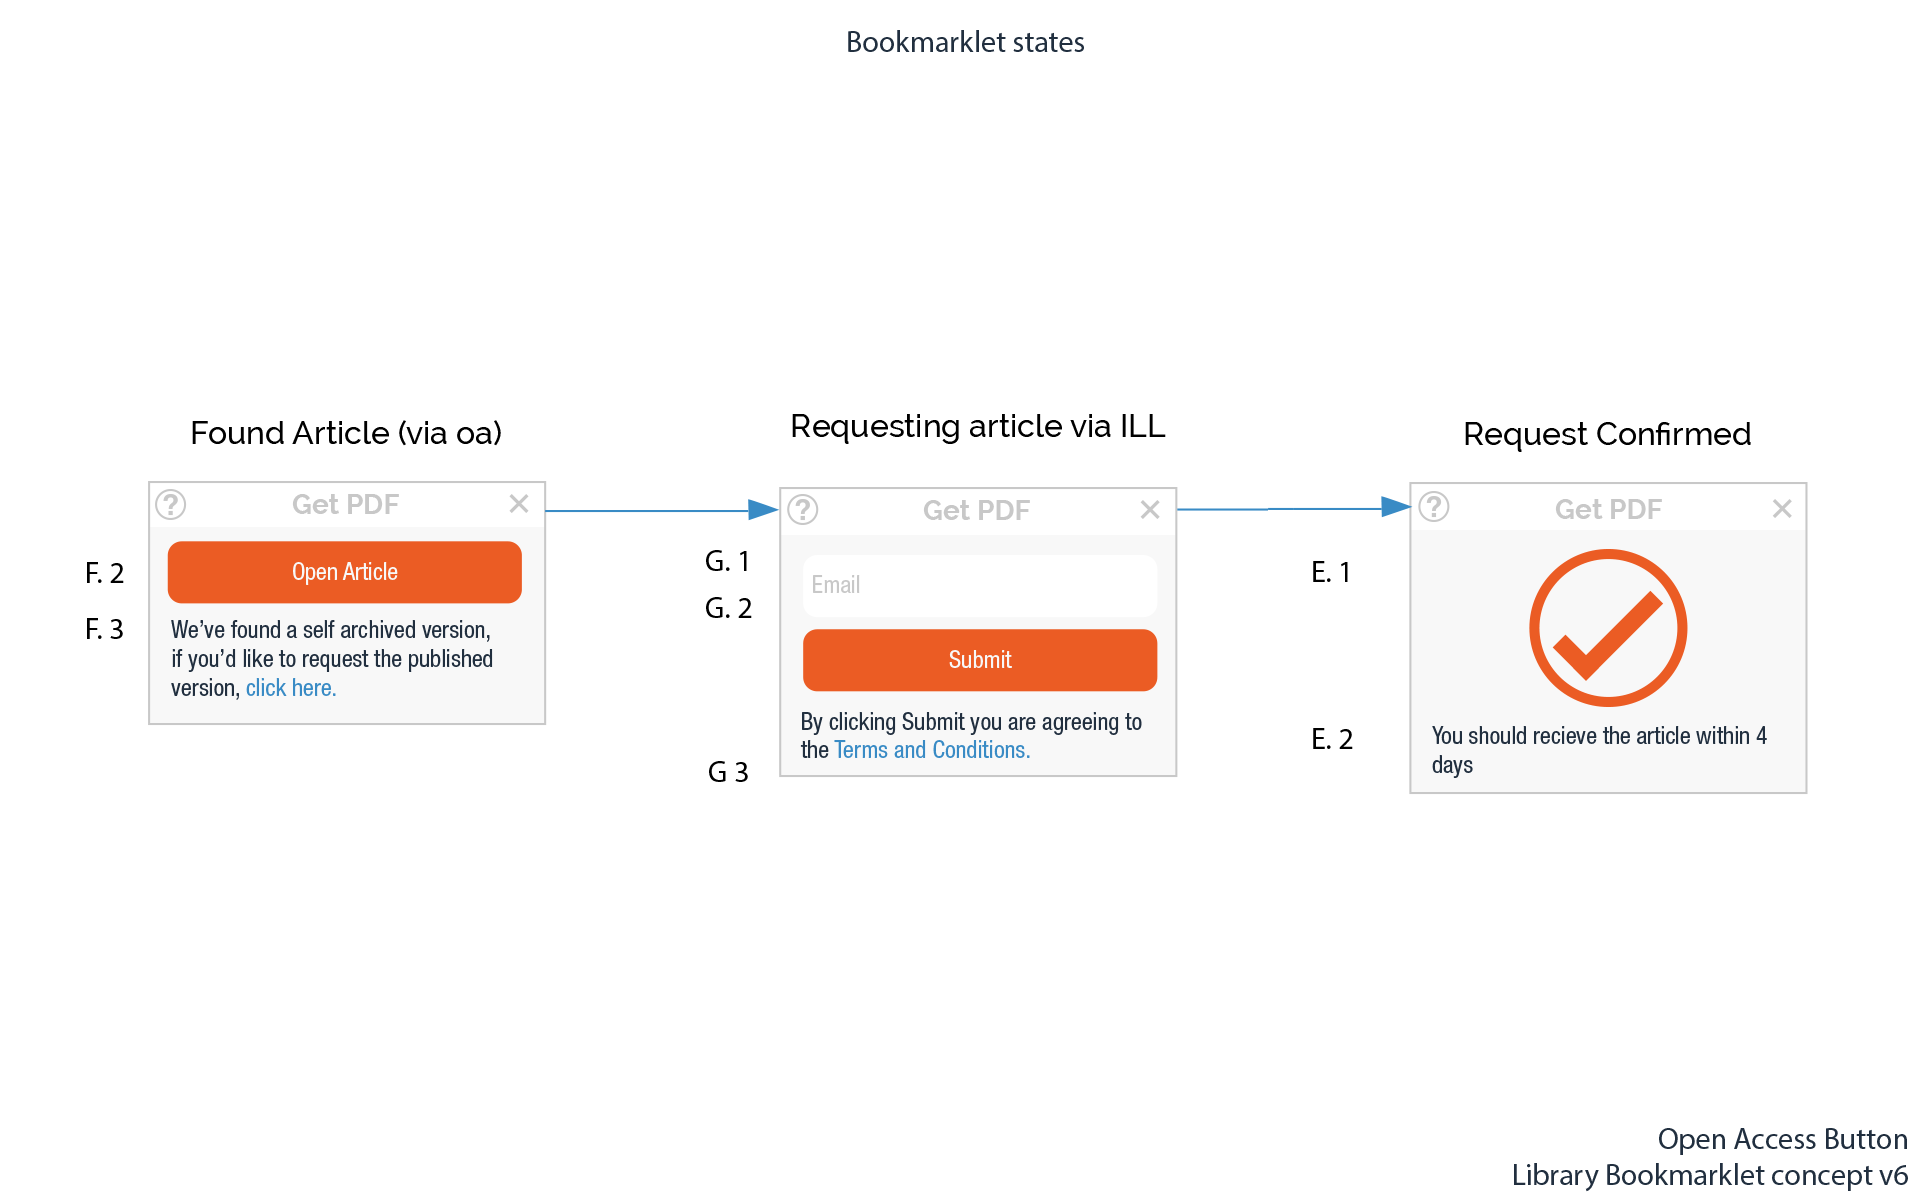 Bookmarklet states
Found Article (via oa)
? Get PDF ×
F. 2
Open Article
F. 3
We've found a self archived version,
if you'd like to request the published
version, click here.
Requesting article via ILL
? Get PDF ×
G. 1
Email
G. 2
Submit
By clicking Submit you are agreeing to
the Terms and Conditions.
G 3
Request Confirmed
? Get PDF ×
E. 1
E. 2
You should recieve the article within 4
days
Open Access Button
Library Bookmarklet concept v6